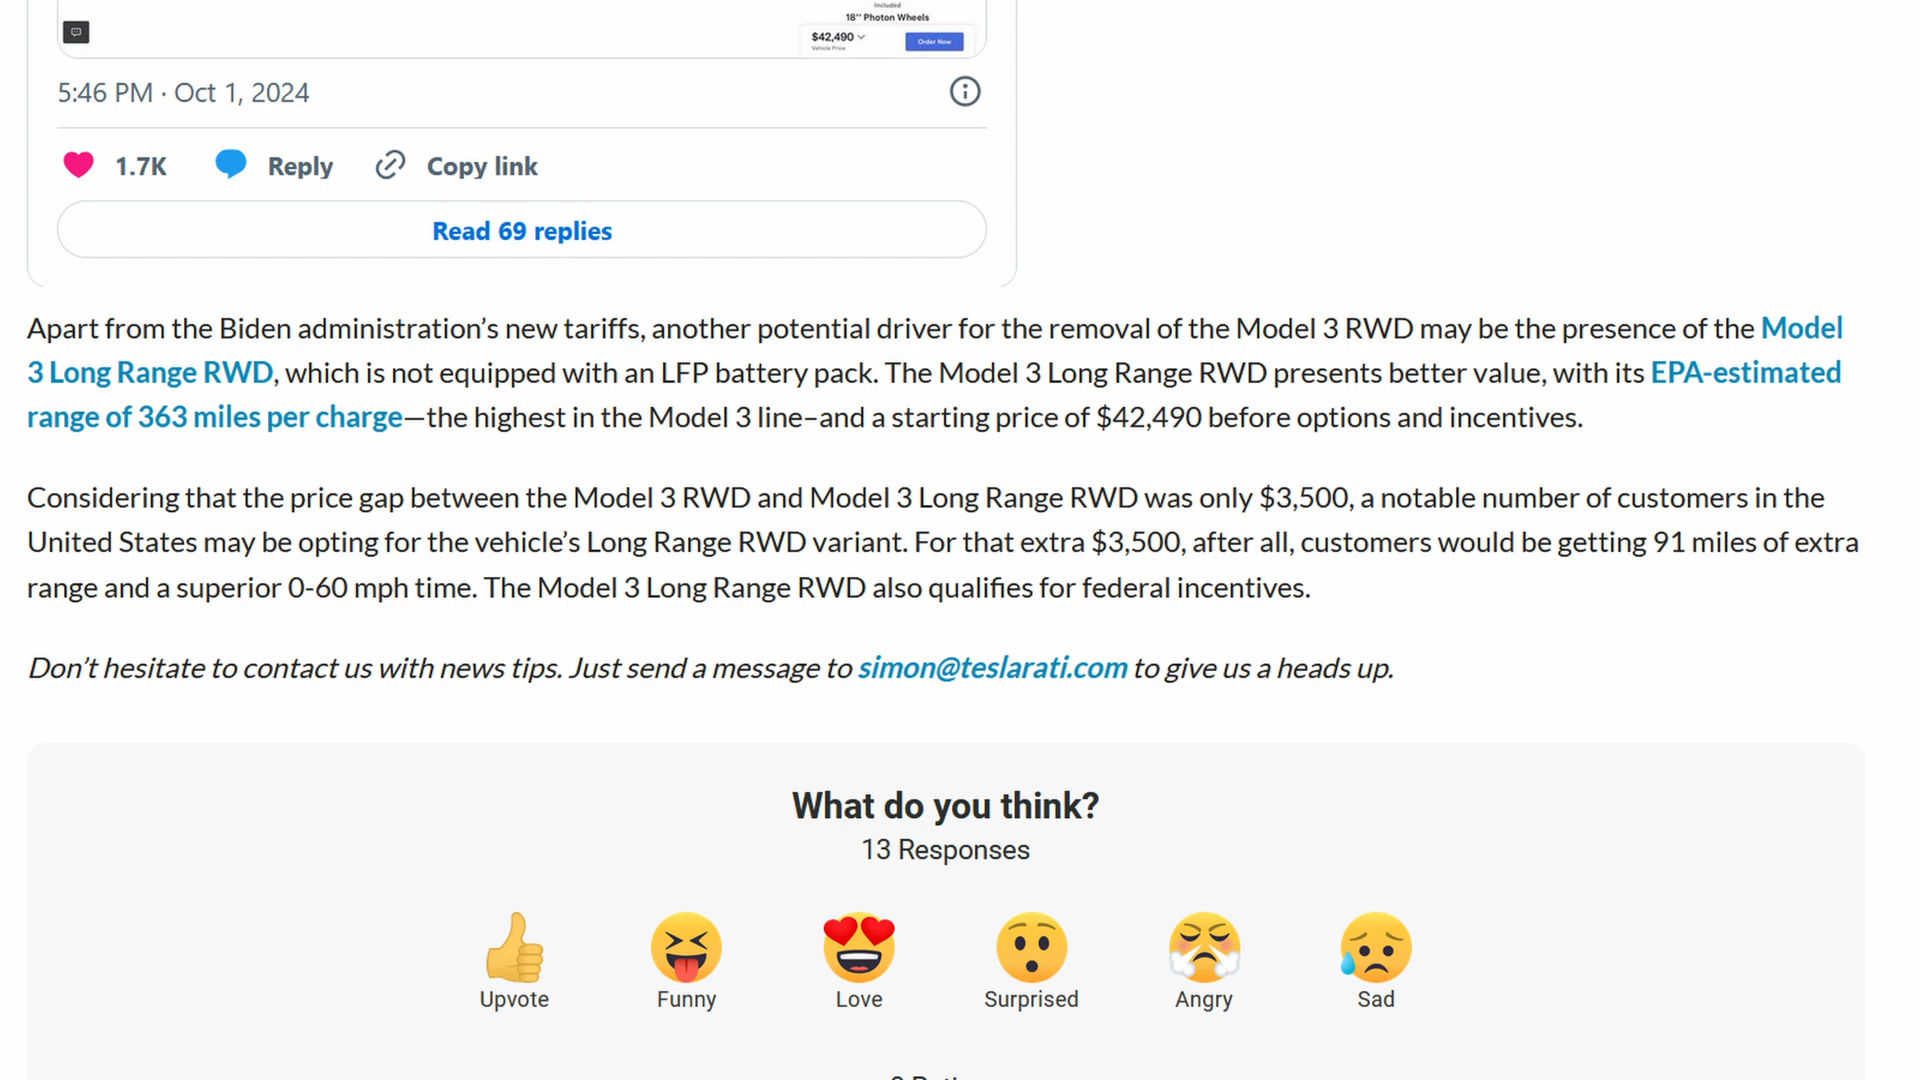 Included
18" Photon Wheels
$42,490
Vehicle Price
Order Now
5:46 PM · Oct 1, 2024
1.7K Reply Copy link
Read 69 replies
Apart from the Biden administration’s new tariffs, another potential driver for the removal of the Model 3 RWD may be the presence of the Model
3 Long Range RWD, which is not equipped with an LFP battery pack. The Model 3 Long Range RWD presents better value, with its EPA-estimated
range of 363 miles per charge—the highest in the Model 3 line–and a starting price of $42,490 before options and incentives.
Considering that the price gap between the Model 3 RWD and Model 3 Long Range RWD was only $3,500, a notable number of customers in the
United States may be opting for the vehicle’s Long Range RWD variant. For that extra $3,500, after all, customers would be getting 91 miles of extra
range and a superior 0-60 mph time. The Model 3 Long Range RWD also qualifies for federal incentives.
Don’t hesitate to contact us with news tips. Just send a message to simon@teslarati.com to give us a heads up.
What do you think?
13 Responses
Upvote Funny Love Surprised Angry Sad